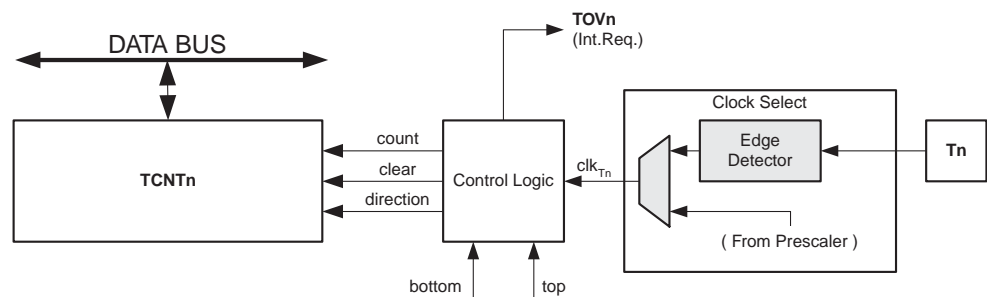 TOVn
(Int.Req.)
DATA BUS
Clock Select
count
Edge
Detector
Tn
TCNTn
clear
Control Logic
clkTn
direction
( From Prescaler )
bottom
top